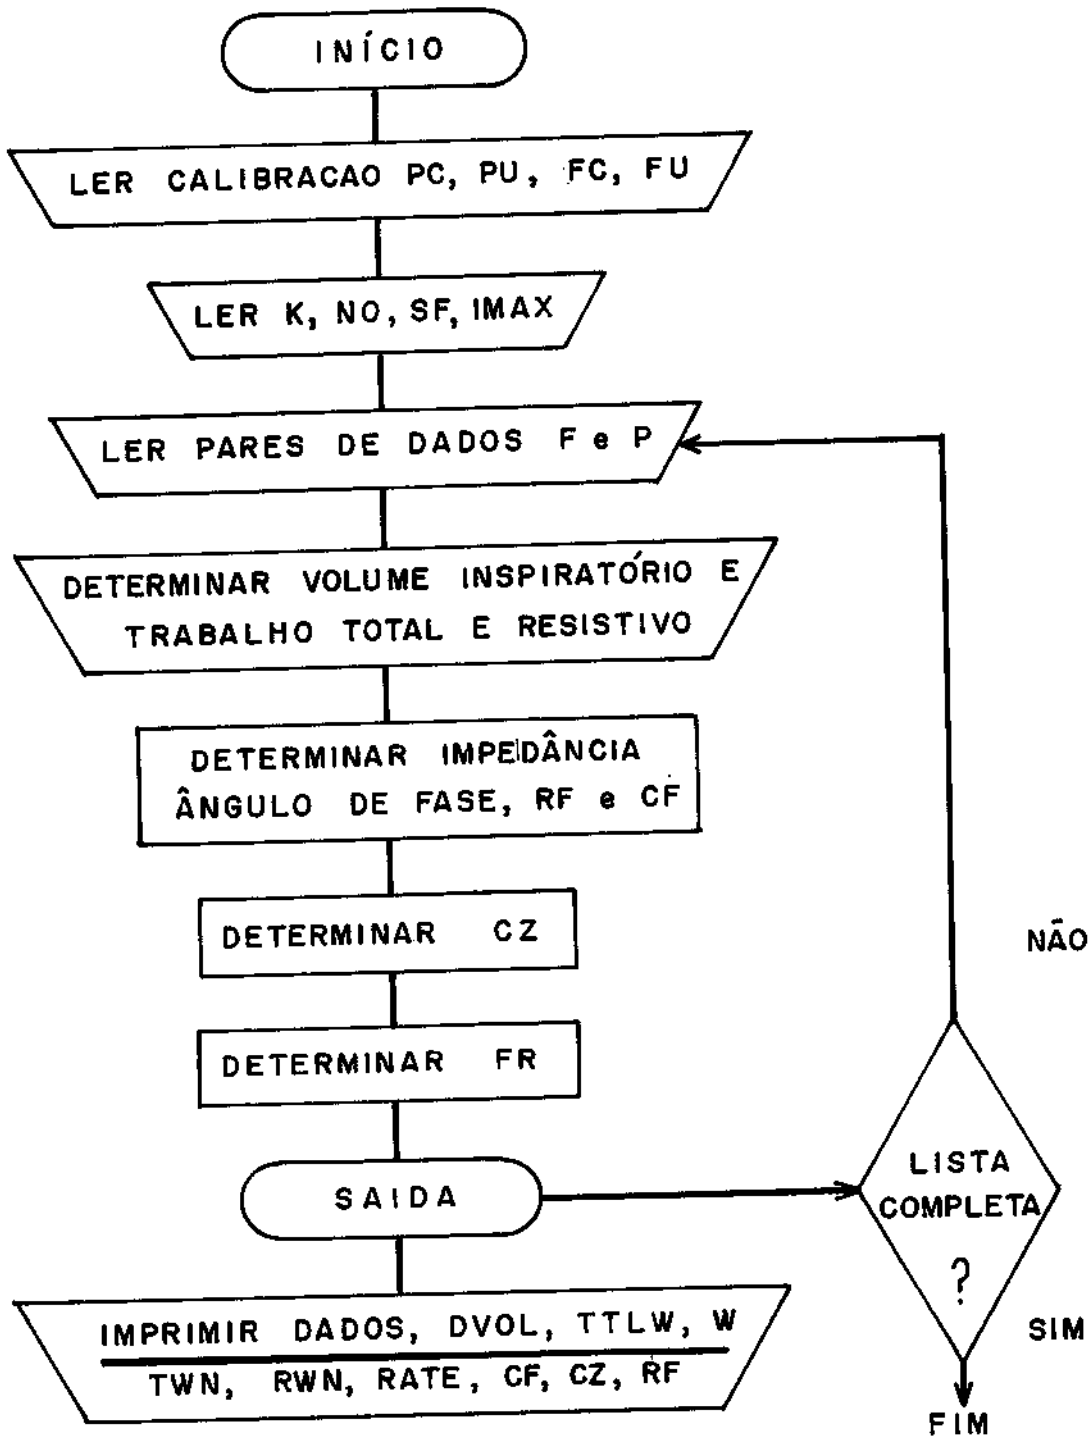 INÍCIO
LER CALIBRACAO PC, PU, FC, FU
LER K, NO, SF, IMAX
LER PARES DE DADOS F e P
DETERMINAR VOLUME INSPIRATÓRIO E
TRABALHO TOTAL E RESISTIVO
DETERMINAR IMPEDÂNCIA
ÂNGULO DE FASE, RF e CF
DETERMINAR CZ
DETERMINAR FR
SAIDA
IMPRIMIR DADOS, DVOL, TTLW, W
TWN, RWN, RATE, CF, CZ, RF
NÃO
LISTA
COMPLETA
?
SIM
FIM